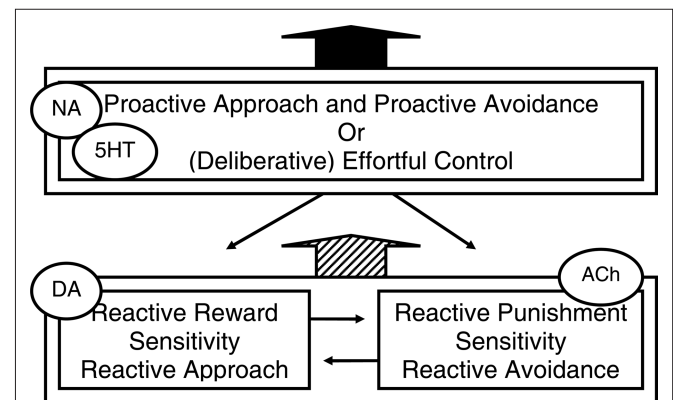 NA
Proactive Approach and Proactive Avoidance
Or
5HT
(Deliberative) Effortful Control
DA
ACh
Reactive Reward
Sensitivity
Reactive Approach
Reactive Punishment
Sensitivity
Reactive Avoidance